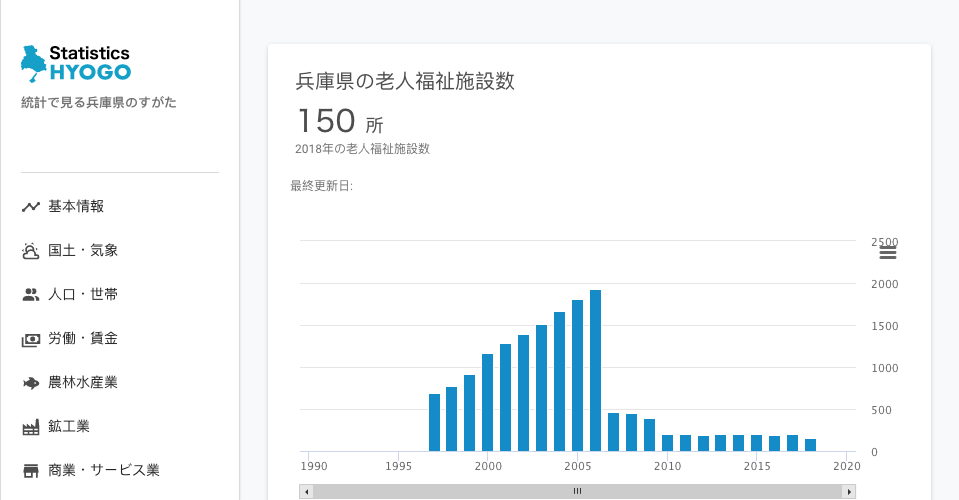 Statistics
HYOGO
統計で見る兵庫県のすがた
基本情報
国土・気象
人口・世帯
労働・賃金
農林水産業
鉱工業
商業・サービス業
兵庫県の老人福祉施設数
150 所
2018年の老人福祉施設数
最終更新日:
2500
2000
1500
1000
500
0
1990 1995 2000 2005 2010 2015 2020